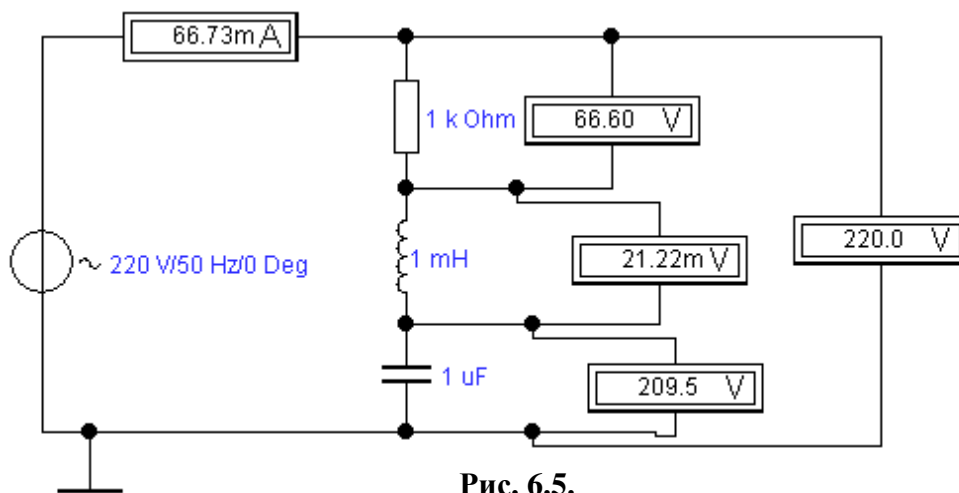 66.73m A
1 k Ohm
66.60 V
220 V/50 Hz/0 Deg
1 mH
21.22m V
220.0 V
1 uF
209.5 V
Рис. 6.5.